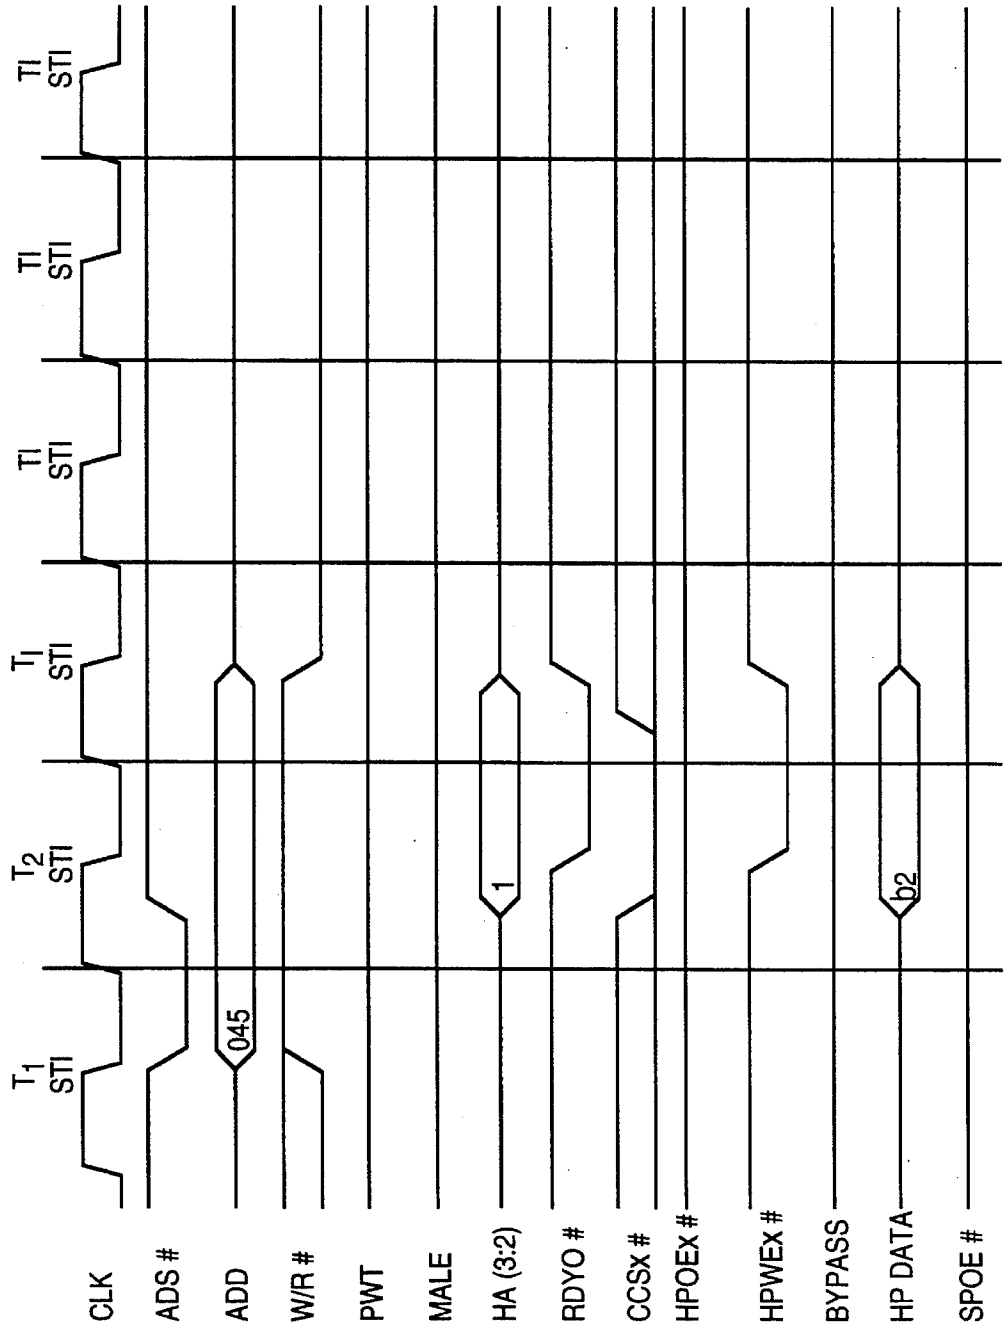 T1 T2 TI TI TI TI
STI STI STI STI STI STI
CLK
ADS #
ADD
045
W/R #
PWT
MALE
HA (3:2)
1
RDYO #
CCSx #
HPOEx #
HPWEx #
BYPASS
HP DATA
b2
SPOE #